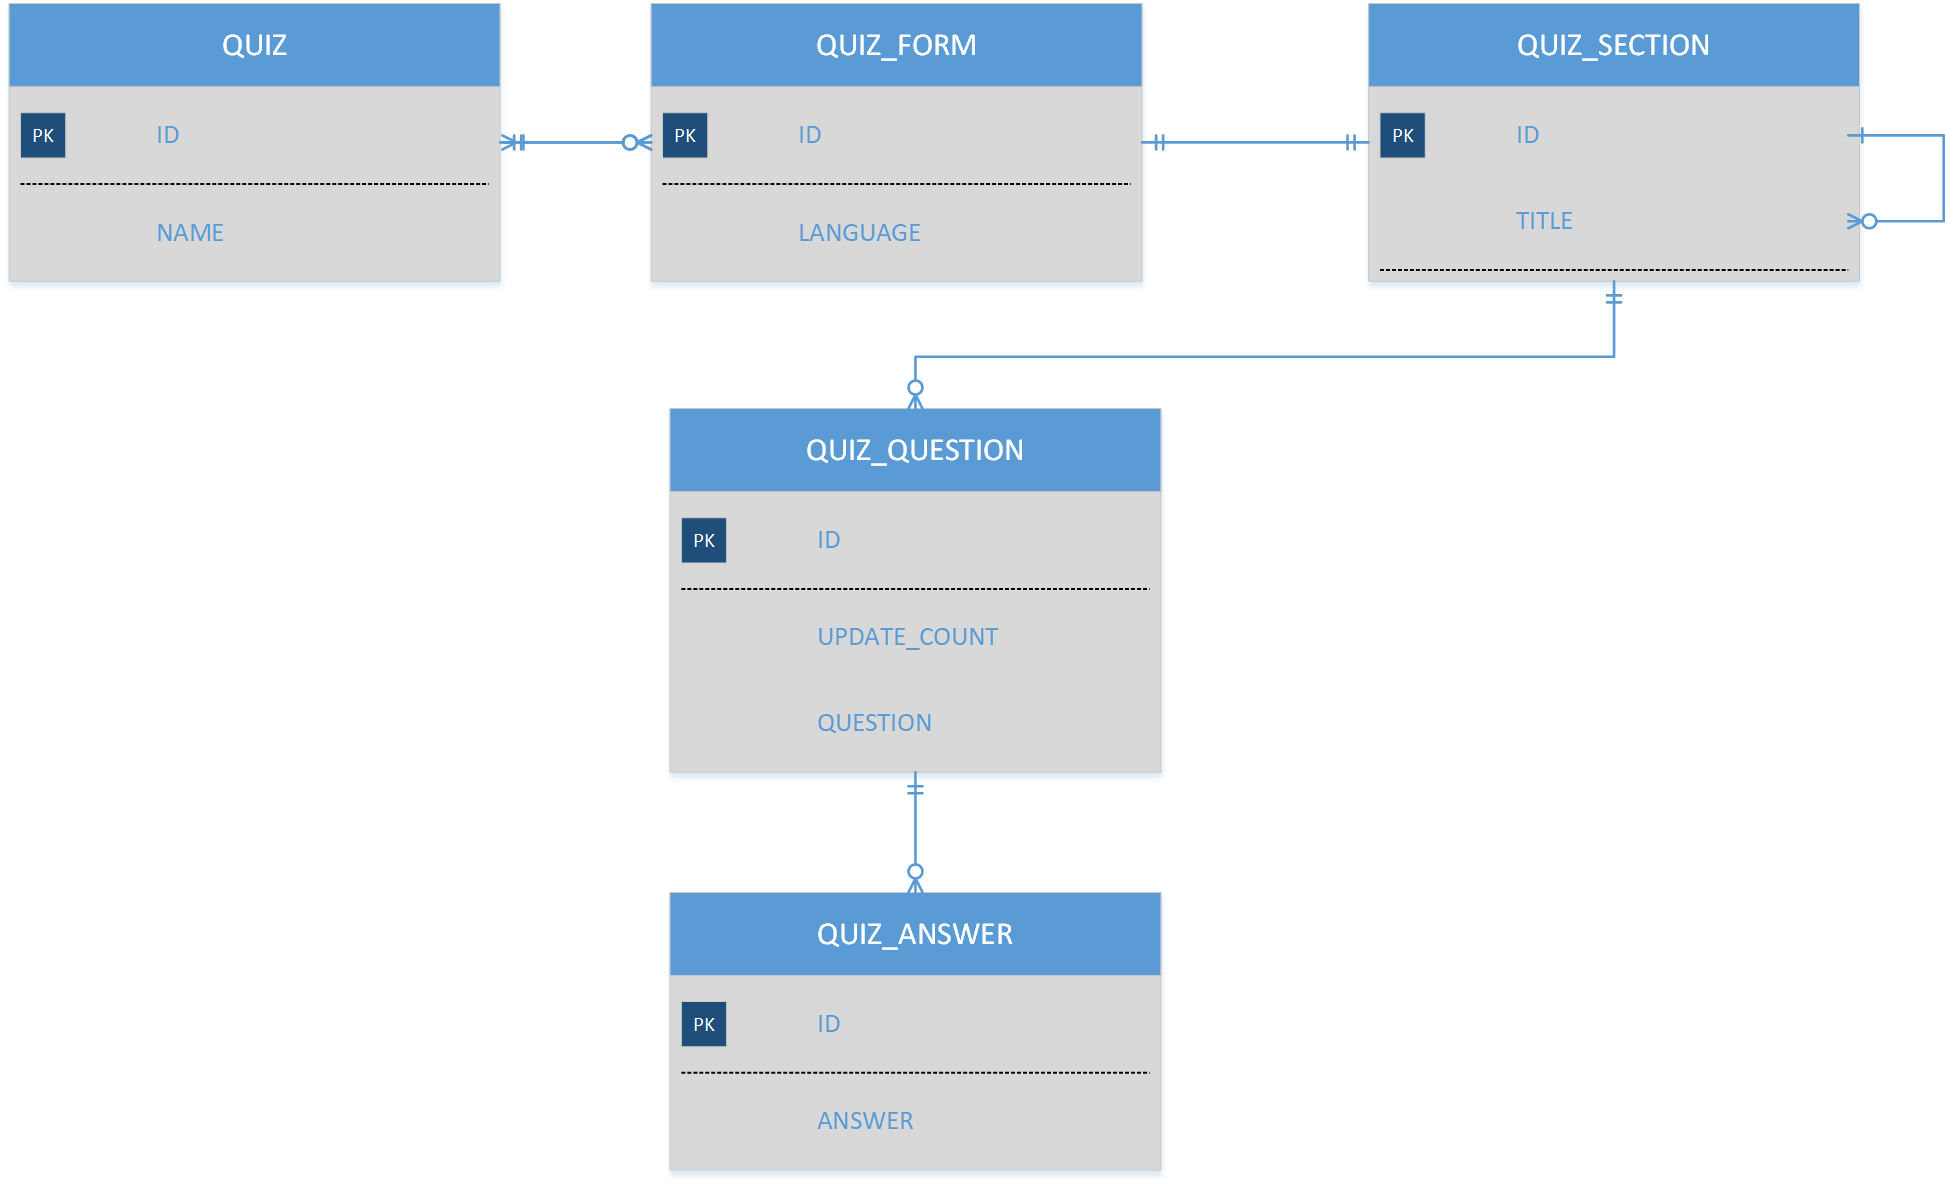 QUIZ
PK ID
NAME
QUIZ_FORM
PK ID
LANGUAGE
QUIZ_SECTION
PK ID
TITLE
QUIZ_QUESTION
PK ID
UPDATE_COUNT
QUESTION
QUIZ_ANSWER
PK ID
ANSWER